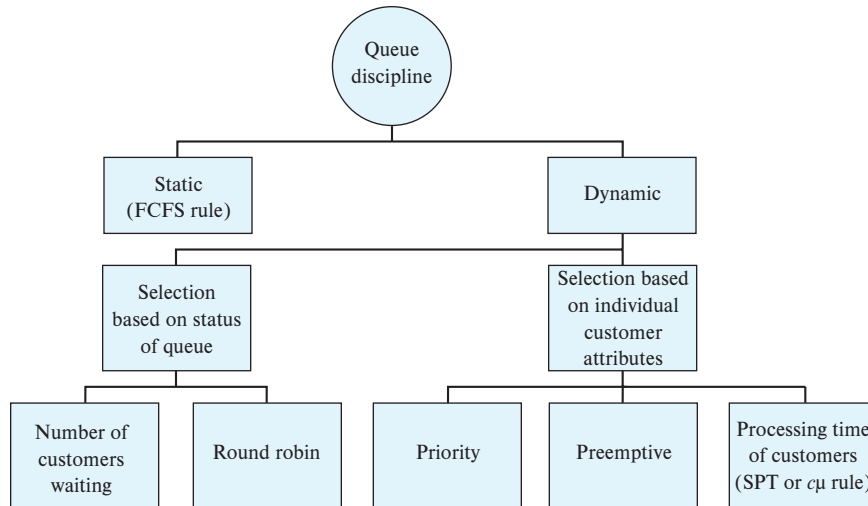 Queue
discipline
Static
(FCFS rule)
Dynamic
Selection
based on status
of queue
Selection based
on individual
customer
attributes
Number of
customers
waiting
Round robin
Priority
Preemptive
Processing time
of customers
(SPT or cμ rule)